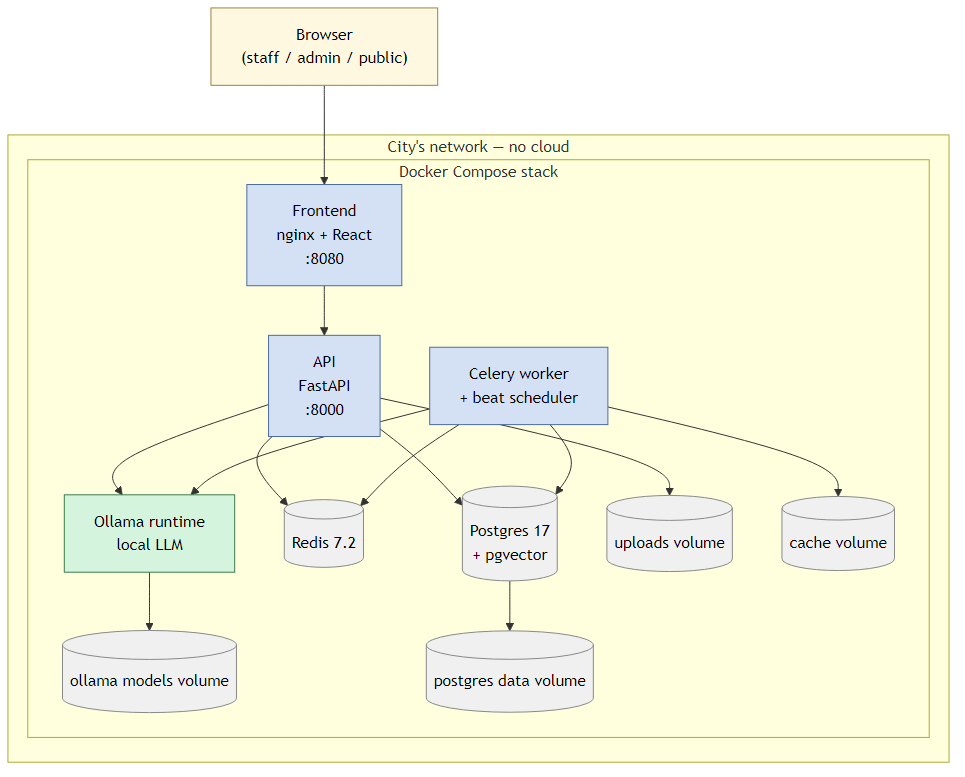 Browser
(staff / admin / public)
City's network — no cloud
Docker Compose stack
Frontend
nginx + React
:8080
API
FastAPI
:8000
Celery worker
+ beat scheduler
Ollama runtime
local LLM
Redis 7.2
Postgres 17
+ pgvector
uploads volume
cache volume
ollama models volume
postgres data volume